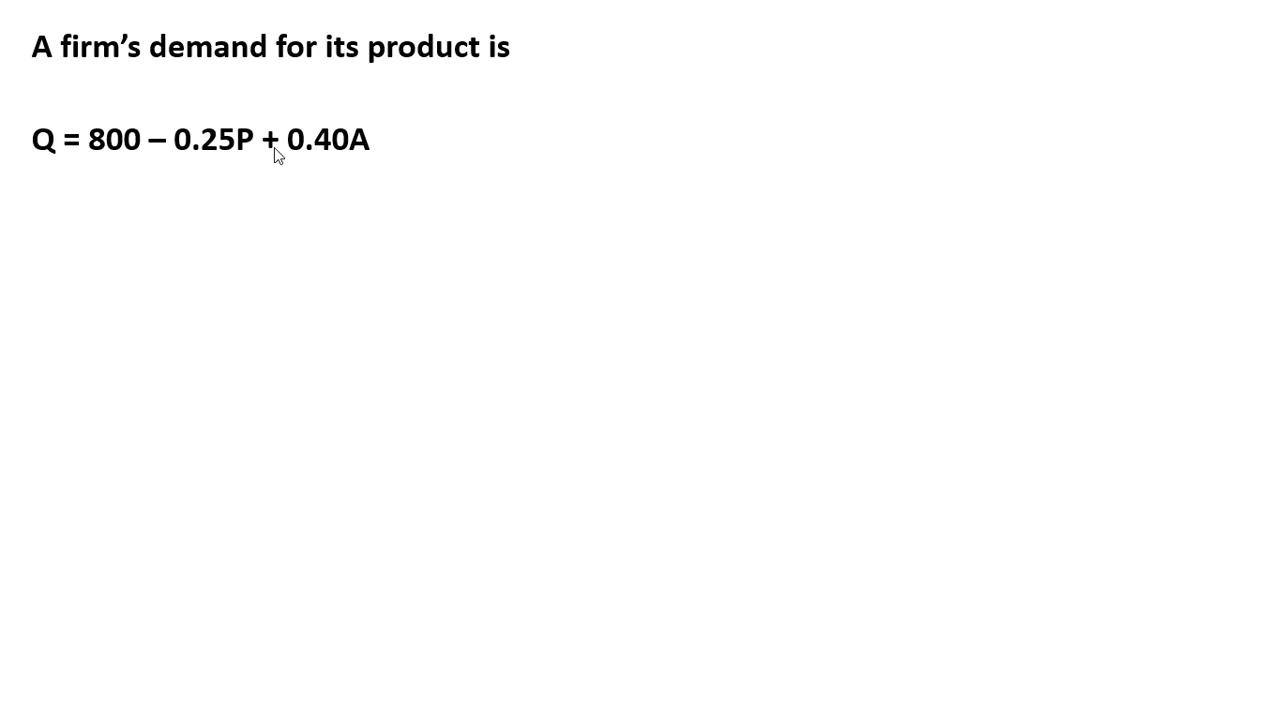 A firm’s demand for its product is
Q = 800 – 0.25P + 0.40A